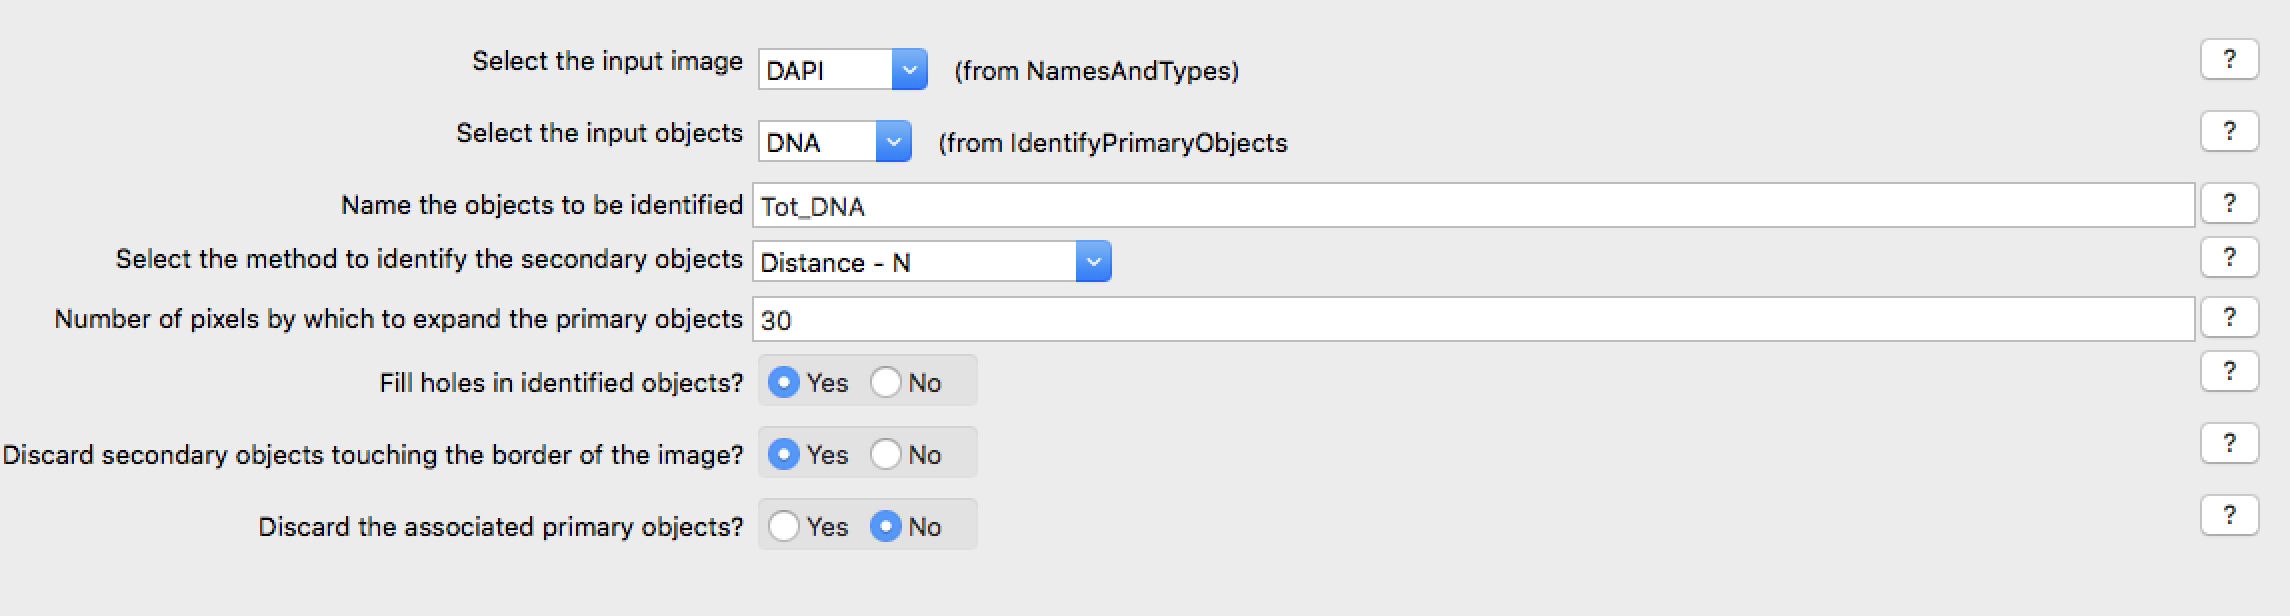 Select the input image DAPI (from NamesAndTypes) ?
Select the input objects DNA (from IdentifyPrimaryObjects ?
Name the objects to be identified Tot_DNA ?
Select the method to identify the secondary objects Distance - N ?
Number of pixels by which to expand the primary objects 30 ?
Fill holes in identified objects? Yes No ?
Discard secondary objects touching the border of the image? Yes No ?
Discard the associated primary objects? Yes No ?